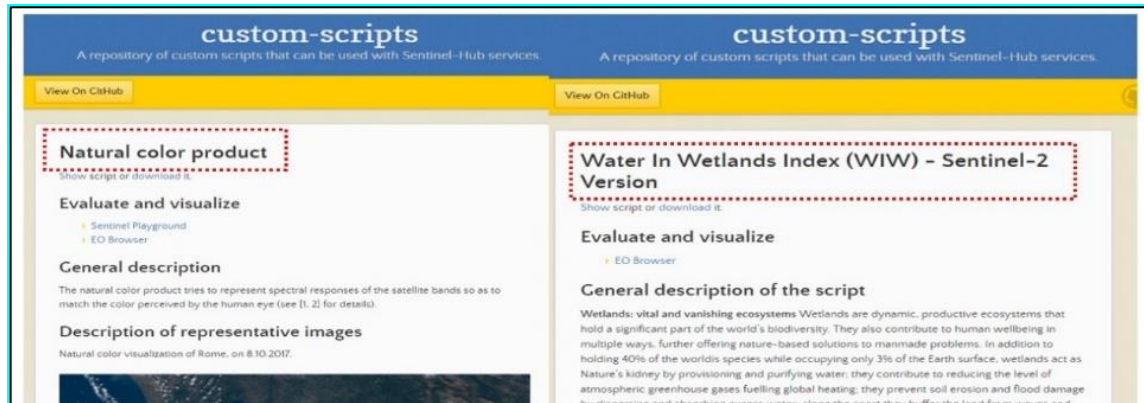 custom-scripts
A repository of custom scripts that can be used with Sentinel-Hub services.
View On GitHub
Natural color product
Show script or download it.
Evaluate and visualize
Sentinel Playground
EO Browser
General description
The natural color product tries to represent spectral responses of the satellite bands so as to
match the color perceived by the human eye (see [1, 2] for details).
Description of representative images
Natural color visualization of Rome, on 8.10.2017.
custom-scripts
A repository of custom scripts that can be used with Sentinel-Hub services.
View On GitHub
Water In Wetlands Index (WIW) - Sentinel-2
Version
Show script or download it.
Evaluate and visualize
EO Browser
General description of the script
Wetlands: vital and vanishing ecosystems Wetlands are dynamic, productive ecosystems that
hold a significant part of the world's biodiversity. They also contribute to human wellbeing in
multiple ways, further offering nature-based solutions to manmade problems. In addition to
holding 40% of the worldis species while occupying only 3% of the Earth surface, wetlands act as
Nature's kidney by provisioning and purifying water; they contribute to reducing the level of
atmospheric greenhouse gases fuelling global heating; they prevent soil erosion and flood damage